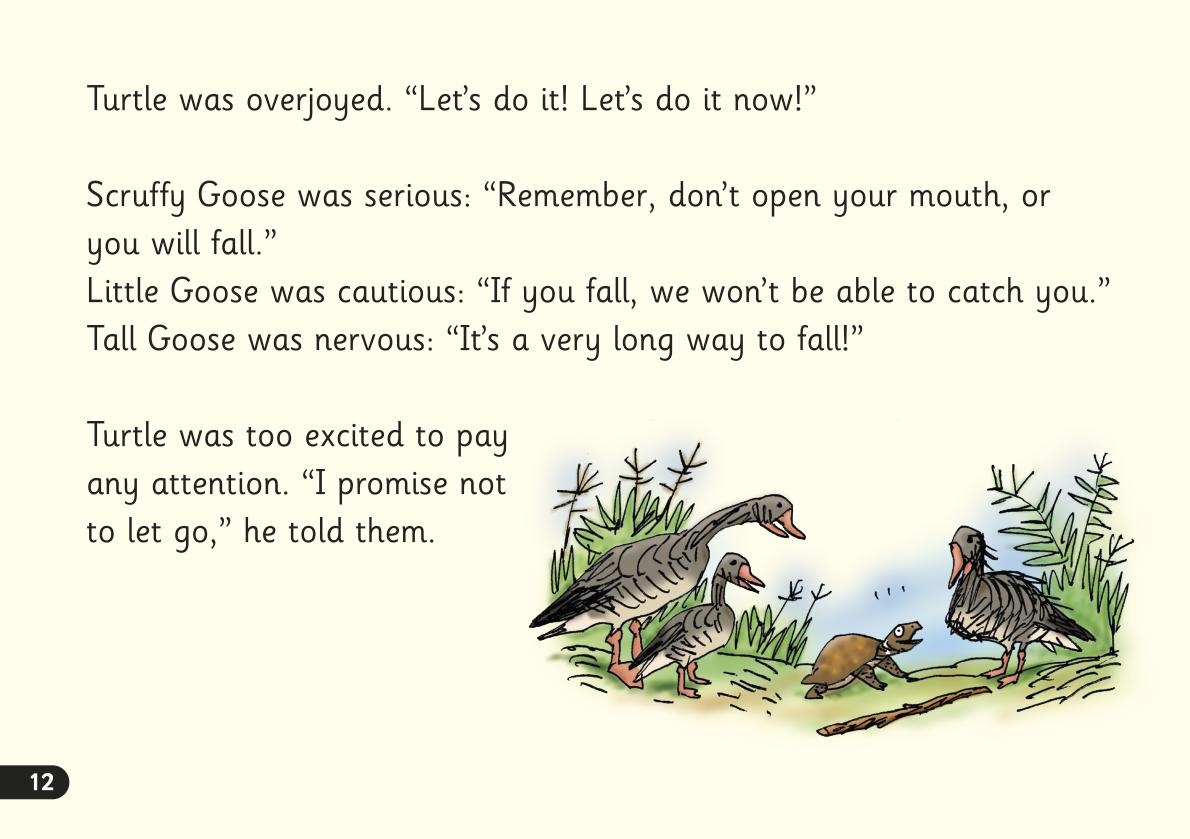 Turtle was overjoyed. “Let’s do it! Let’s do it now!”
Scruffy Goose was serious: “Remember, don’t open your mouth, or
you will fall.”
Little Goose was cautious: “If you fall, we won’t be able to catch you.”
Tall Goose was nervous: “It’s a very long way to fall!”
Turtle was too excited to pay
any attention. “I promise not
to let go,” he told them.
12